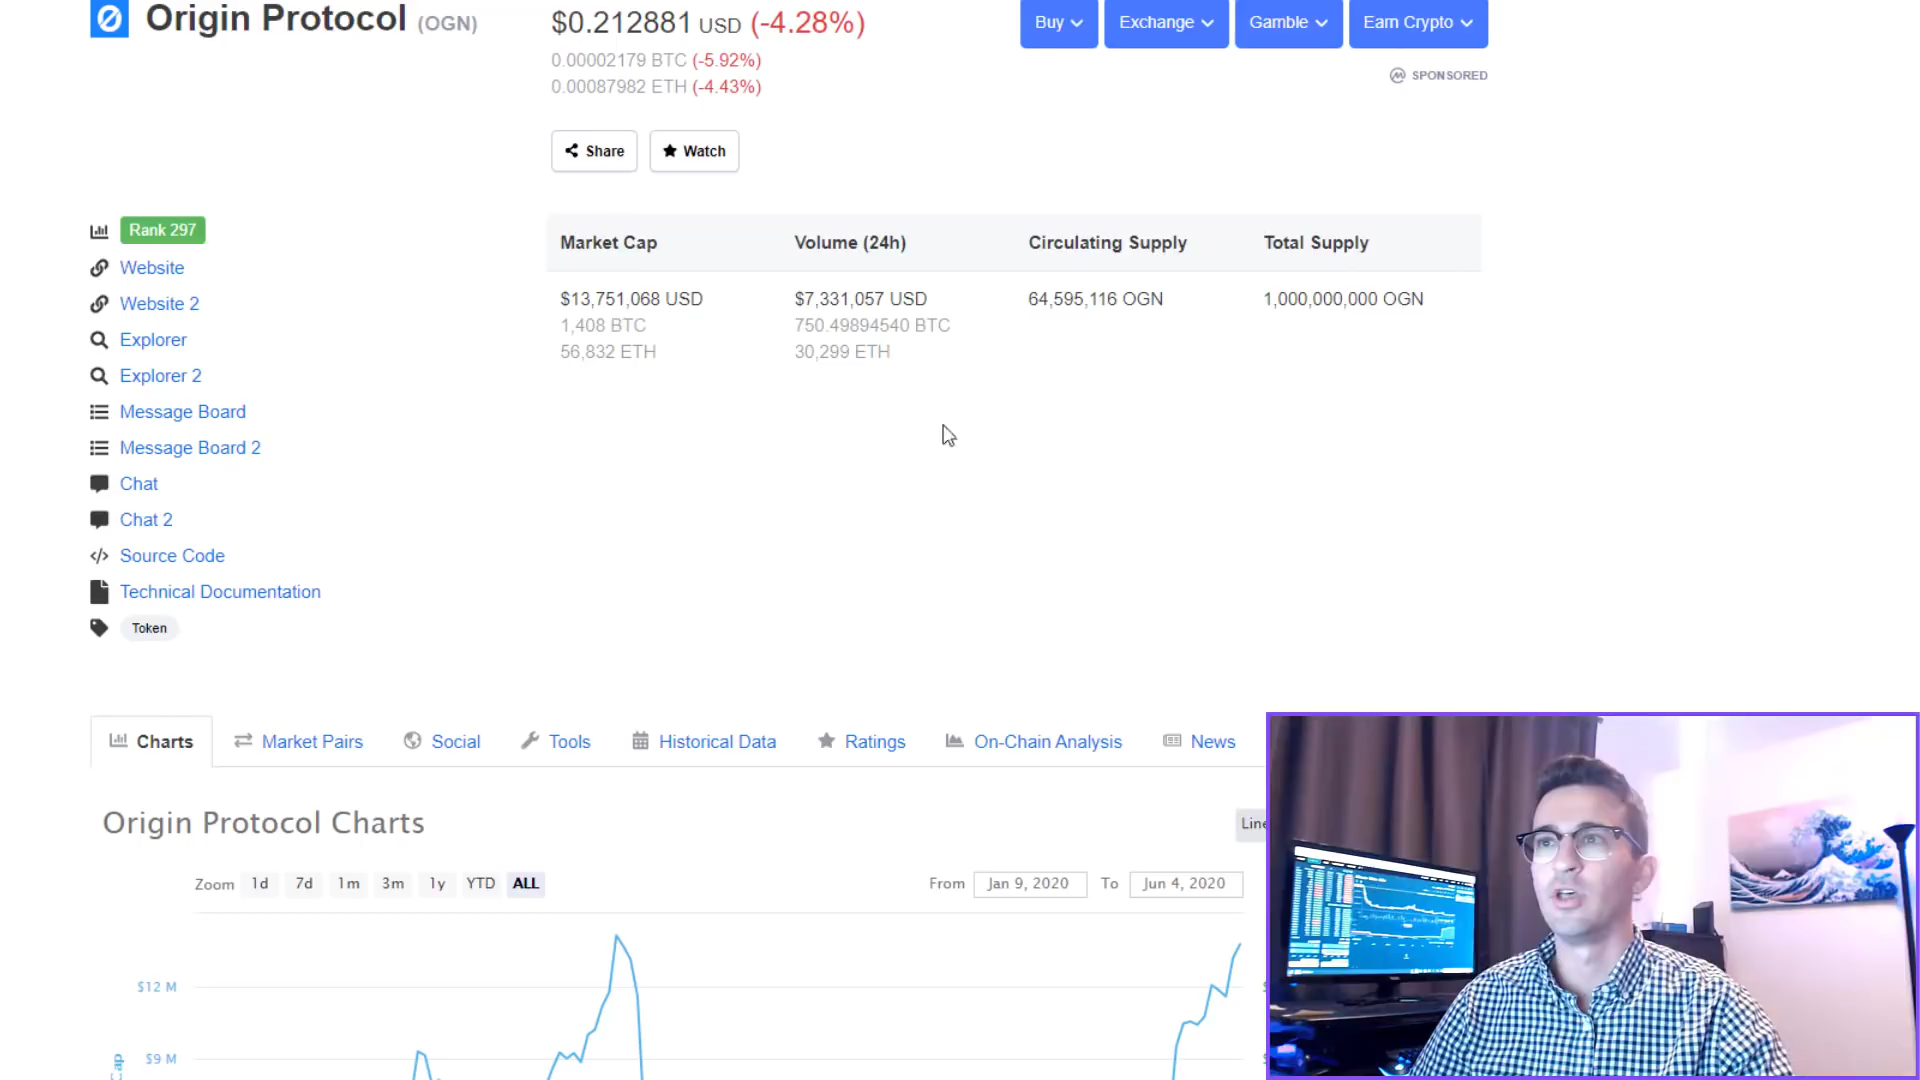 Origin Protocol (OGN)
$0.212881 USD (-4.28%)
0.00002179 BTC (-5.92%)
0.00087982 ETH (-4.43%)
Buy Exchange Gamble Earn Crypto
SPONSORED
Share Watch
Rank 297
Website
Website 2
Explorer
Explorer 2
Message Board
Message Board 2
Chat
Chat 2
Source Code
Technical Documentation
Token
Market Cap Volume (24h) Circulating Supply Total Supply
$13,751,068 USD $7,331,057 USD 64,595,116 OGN 1,000,000,000 OGN
1,408 BTC 750.49894540 BTC
56,832 ETH 30,299 ETH
Charts Market Pairs Social Tools Historical Data Ratings On-Chain Analysis News
Origin Protocol Charts
Line
Zoom 1d 7d 1m 3m 1y YTD ALL From Jan 9, 2020 To Jun 4, 2020
$12 M
$9 M
Cap